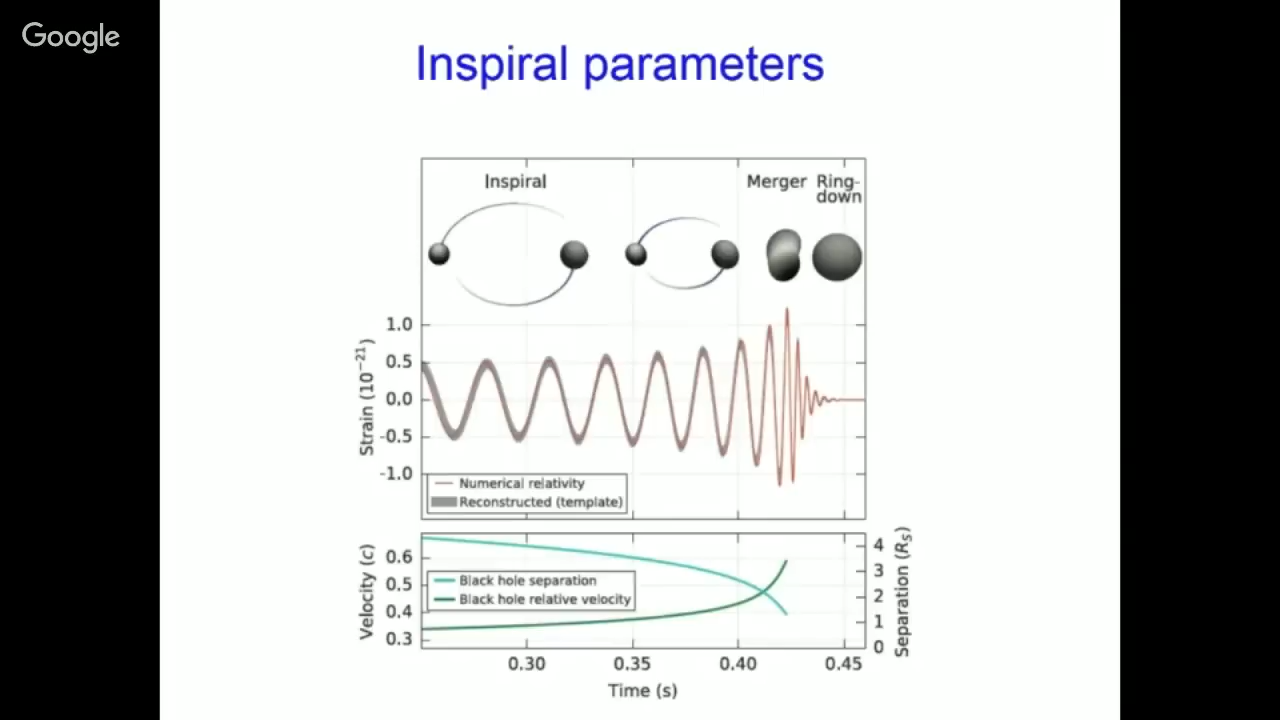 Google
Inspiral parameters
Inspiral
Merger
Ring-
down
1.0
0.5
0.0
-0.5
-1.0
Strain (10⁻²¹)
Numerical relativity
Reconstructed (template)
0.6
0.5
0.4
0.3
Velocity (c)
Black hole separation
Black hole relative velocity
4
3
2
1
0
Separation (R_S)
0.30 0.35 0.40 0.45
Time (s)